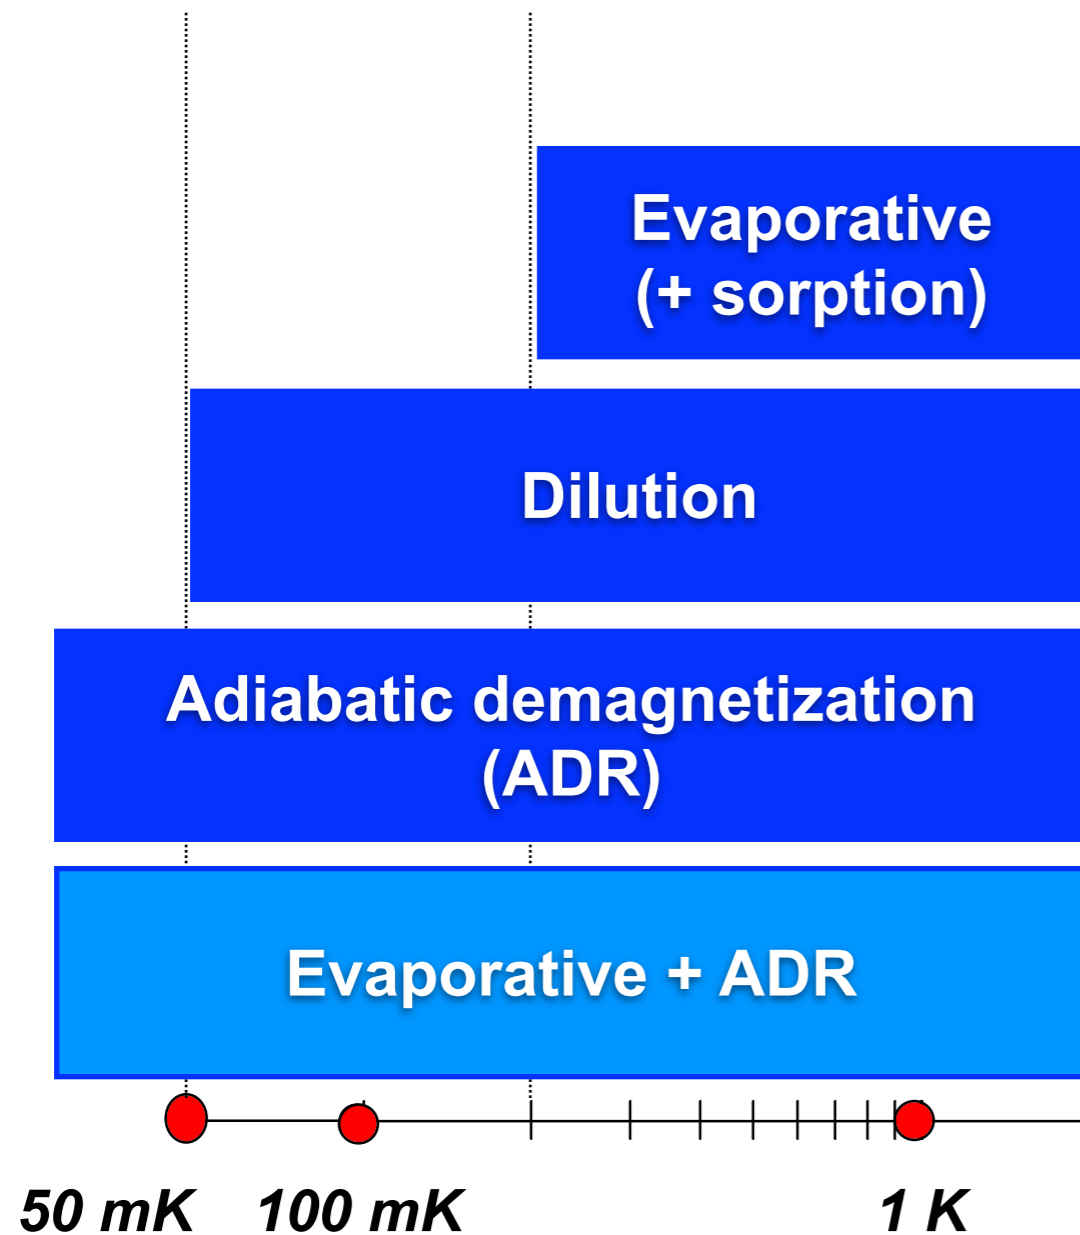 Evaporative
(+ sorption)
Dilution
Adiabatic demagnetization
(ADR)
Evaporative + ADR
50 mK
100 mK
1 K